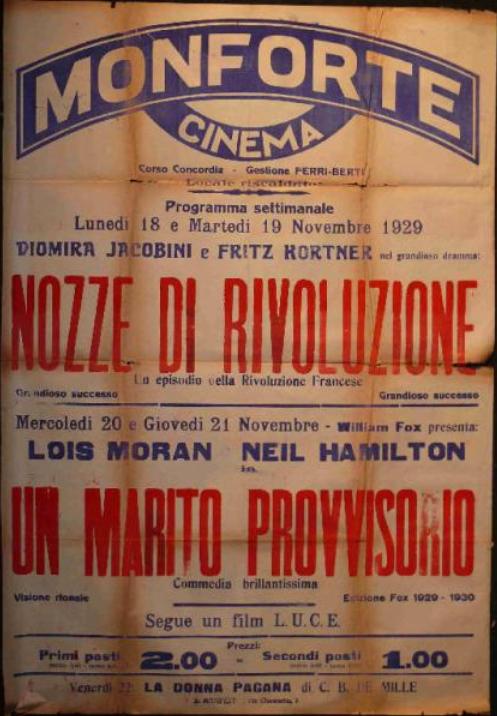 MONFORTE
CINEMA
Corso Concordia - Gestione FERRI-BERTI
Locale riscaldato
Programma settimanale
Lunedì 18 e Martedì 19 Novembre 1929
DIOMIRA JACOBINI e FRITZ KORTNER nel grandioso dramma:
NOZZE DI RIVOLUZIONE
Un episodio della Rivoluzione Francese
Grandioso successo Grandioso successo
Mercoledì 20 e Giovedì 21 Novembre - William Fox presenta:
LOIS MORAN NEIL HAMILTON
in
UN MARITO PROVVISORIO
Commedia brillantissima
Visione rionale Edizione Fox 1929 - 1930
Segue un film L.U.C.E.
Prezzi:
Primi posti 2.00 - Secondi posti 1.00
Venerdì 22: LA DONNA PAGANA di C. B. DE MILLE